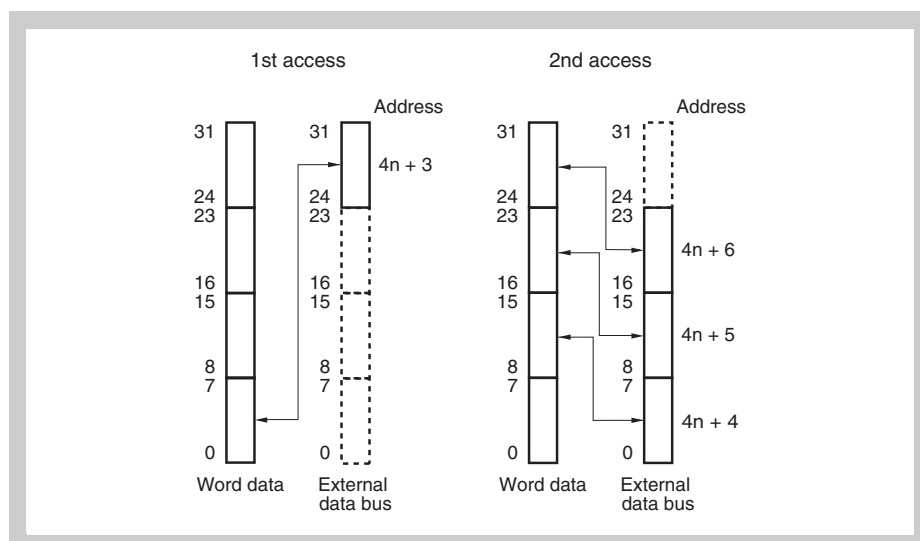 1st access
2nd access
Address
Address
31 31 31 31
4n + 3
24 24 24 24
23 23 23 23
4n + 6
16 16 16 16
15 15 15 15
4n + 5
8 8 8 8
7 7 7 7
4n + 4
0 0 0 0
Word data
External
data bus
Word data
External
data bus